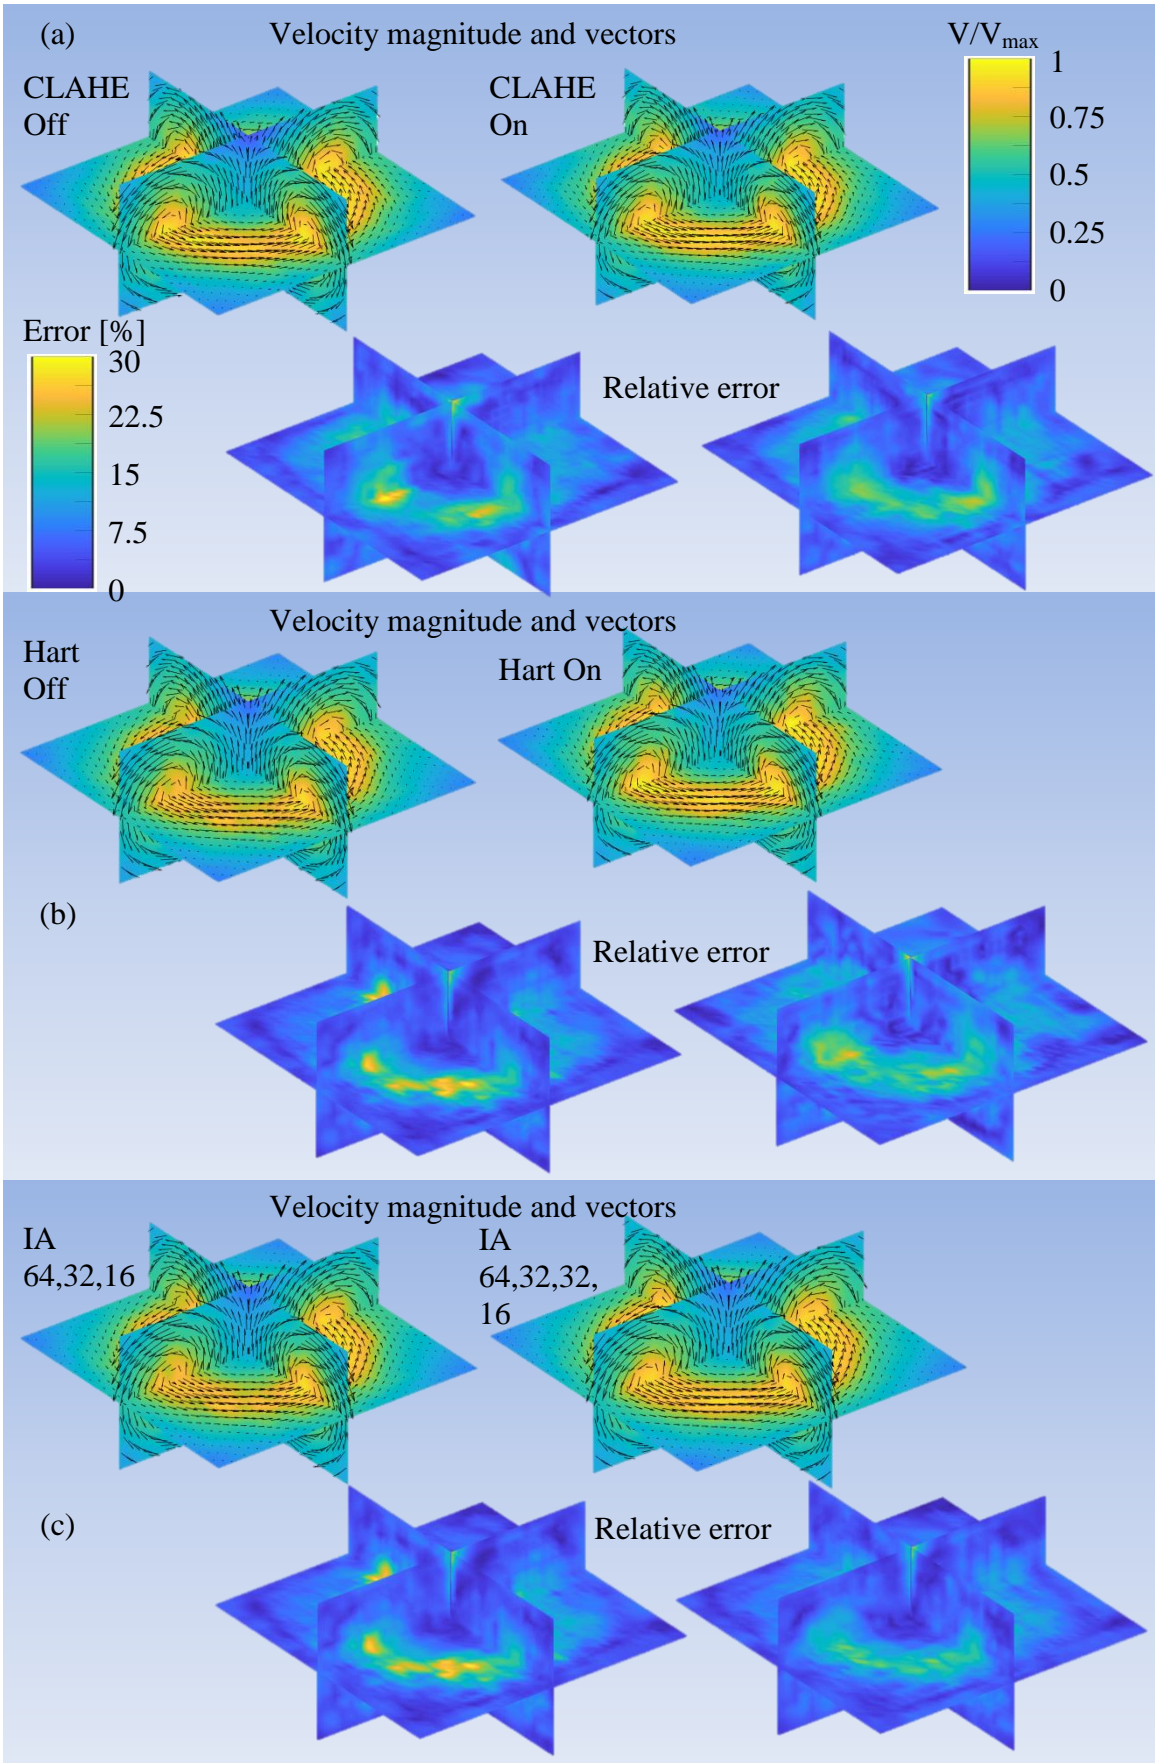 (a)
Velocity magnitude and vectors
V/Vmax
CLAHE
Off
CLAHE
On
1
0.75
0.5
0.25
0
Error [%]
30
22.5
15
7.5
0
Relative error
Velocity magnitude and vectors
Hart
Off
Hart On
(b)
Relative error
Velocity magnitude and vectors
IA
64,32,16
IA
64,32,32,
16
(c)
Relative error